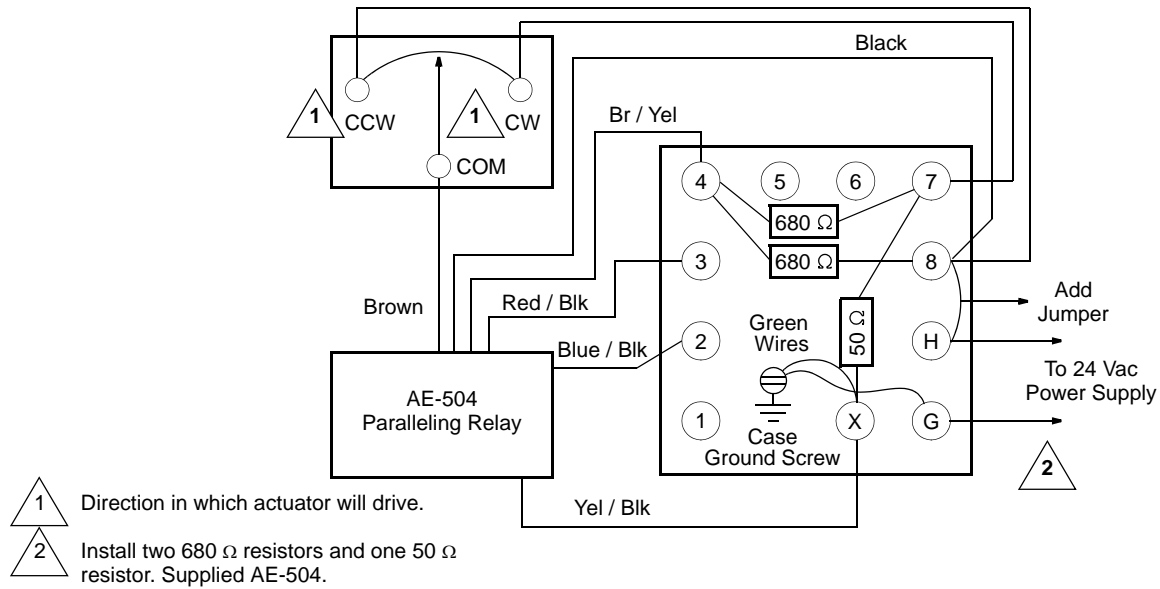 Black
1
CCW
1
CW
COM
Br / Yel
4
5
6
7
680 Ω
680 Ω
3
8
Brown
Red / Blk
Blue / Blk
2
Green
Wires
50 Ω
H
Add
Jumper
To 24 Vac
Power Supply
AE-504
Paralleling Relay
1
X
G
Case
Ground Screw
2
Yel / Blk
1 Direction in which actuator will drive.
2 Install two 680 Ω resistors and one 50 Ω
resistor. Supplied AE-504.